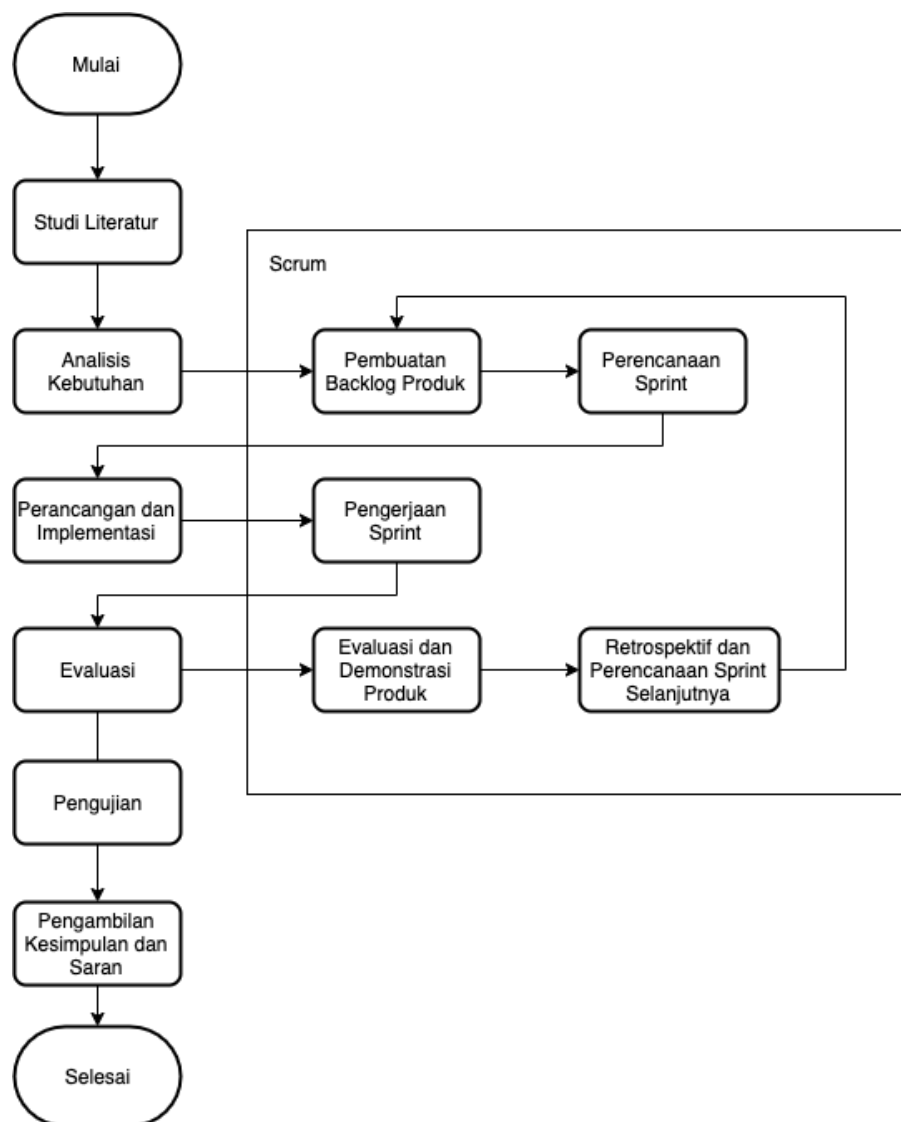 Mulai
Studi Literatur
Scrum
Analisis
Kebutuhan
Pembuatan
Backlog Produk
Perencanaan
Sprint
Perancangan dan
Implementasi
Pengerjaan
Sprint
Evaluasi
Evaluasi dan
Demonstrasi
Produk
Retrospektif dan
Perencanaan Sprint
Selanjutnya
Pengujian
Pengambilan
Kesimpulan dan
Saran
Selesai